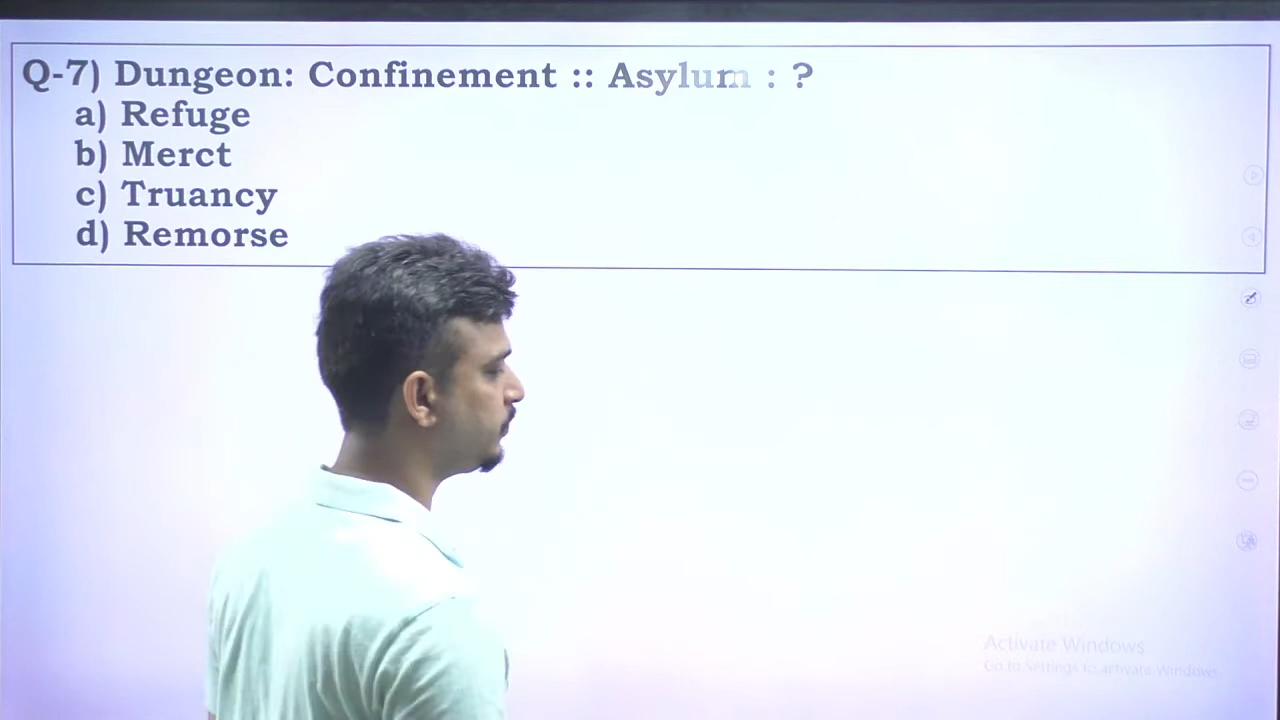 Q-7) Dungeon: Confinement :: Asylum : ?
a) Refuge
b) Merct
c) Truancy
d) Remorse
Activate Windows
Go to Settings to activate Windows.